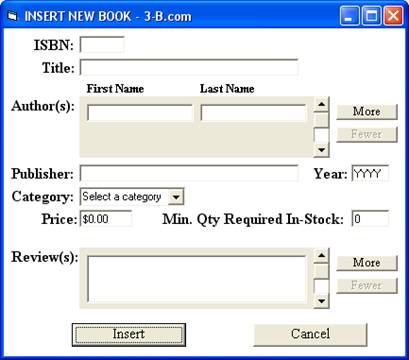 INSERT NEW BOOK - 3-B.com
ISBN:
Title:
First Name Last Name
Author(s): More
Fewer
Publisher: Year: YYYY
Category: Select a category
Price: $0.00 Min. Qty Required In-Stock: 0
Review(s): More
Fewer
Insert Cancel